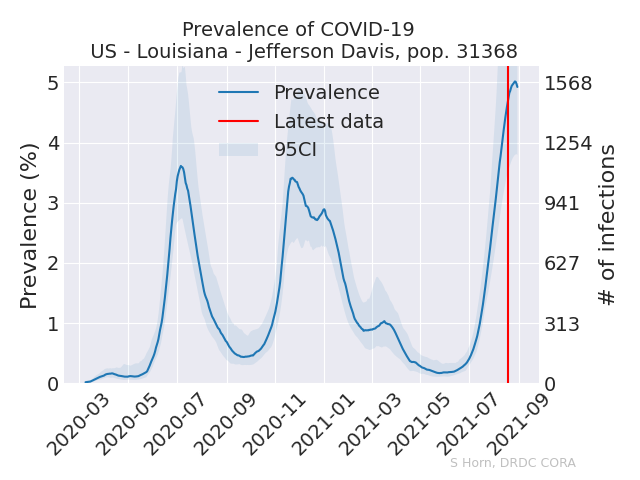 Prevalence of COVID-19
US - Louisiana - Jefferson Davis, pop. 31368
Prevalence (%)
5
4
3
2
1
0
Prevalence
Latest data
95CI
1568
1254
941
627
313
0
# of infections
2020-03
2020-05
2020-07
2020-09
2020-11
2021-01
2021-03
2021-05
2021-07
2021-09
S Horn, DRDC CORA